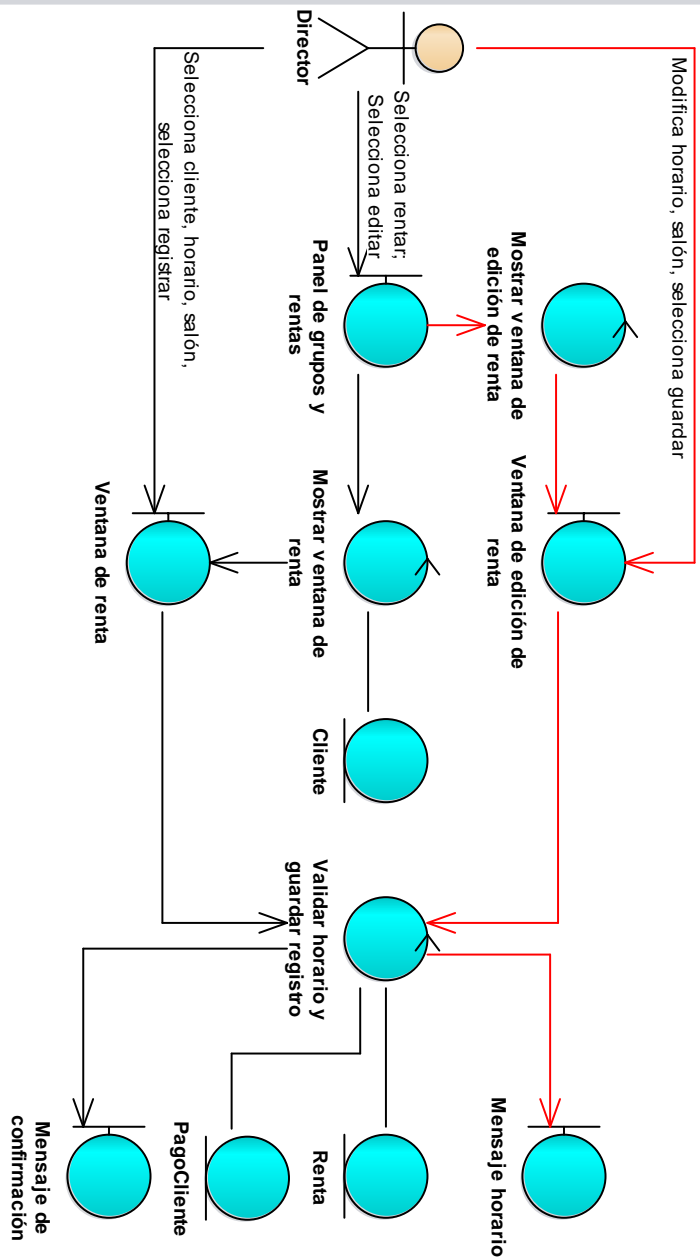 Modifica horario, salón, selecciona guardar
Mostrar ventana de
edición de renta
Ventana de edición de
renta
Mensaje horario
Director
Selecciona rentar;
Selecciona editar
Panel de grupos y
rentas
Mostrar ventana de
renta
Cliente
Validar horario y
guardar registro
Renta
PagoCliente
Selecciona cliente, horario, salón,
selecciona registrar
Ventana de renta
Mensaje de
confirmación